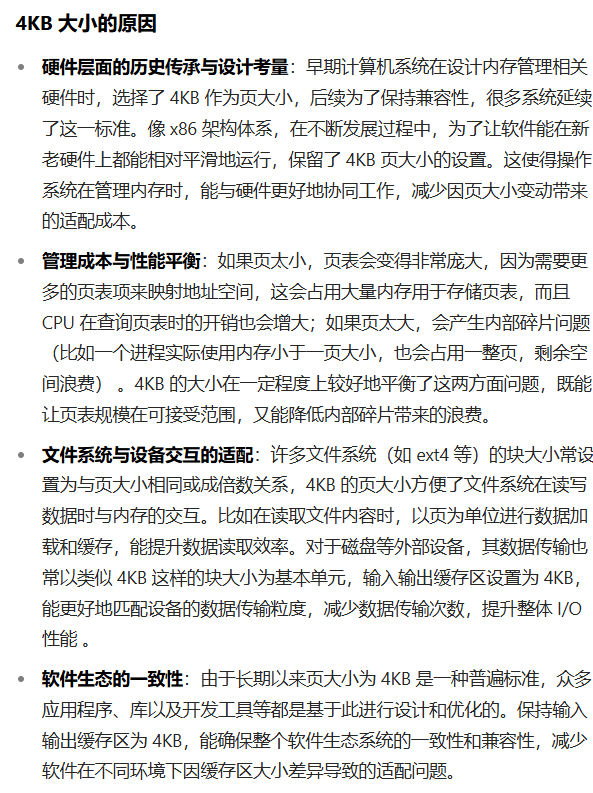 4KB 大小的原因
硬件层面的历史传承与设计考量：早期计算机系统在设计内存管理相关
硬件时，选择了 4KB 作为页大小，后续为了保持兼容性，很多系统延续
了这一标准。像 x86 架构体系，在不断发展过程中，为了让软件能在新
老硬件上都能相对平滑地运行，保留了 4KB 页大小的设置。这使得操作
系统在管理内存时，能与硬件更好地协同工作，减少因页大小变动带来
的适配成本。
管理成本与性能平衡：如果页太小，页表会变得非常庞大，因为需要更
多的页表项来映射地址空间，这会占用大量内存用于存储页表，而且
CPU 在查询页表时的开销也会增大；如果页太大，会产生内部碎片问题
（比如一个进程实际使用内存小于一页大小，也会占用一整页，剩余空
间浪费） 。4KB 的大小在一定程度上较好地平衡了这两方面问题，既能
让页表规模在可接受范围，又能降低内部碎片带来的浪费。
文件系统与设备交互的适配：许多文件系统（如 ext4 等）的块大小常设
置为与页大小相同或成倍数关系，4KB 的页大小方便了文件系统在读写
数据时与内存的交互。比如在读取文件内容时，以页为单位进行数据加
载和缓存，能提升数据读取效率。对于磁盘等外部设备，其数据传输也
常以类似 4KB 这样的块大小为基本单元，输入输出缓存区设置为 4KB，
能更好地匹配设备的数据传输粒度，减少数据传输次数，提升整体 I/O
性能 。
软件生态的一致性：由于长期以来页大小为 4KB 是一种普遍标准，众多
应用程序、库以及开发工具等都是基于此进行设计和优化的。保持输入
输出缓存区为 4KB，能确保整个软件生态系统的一致性和兼容性，减少
软件在不同环境下因缓存区大小差异导致的适配问题。